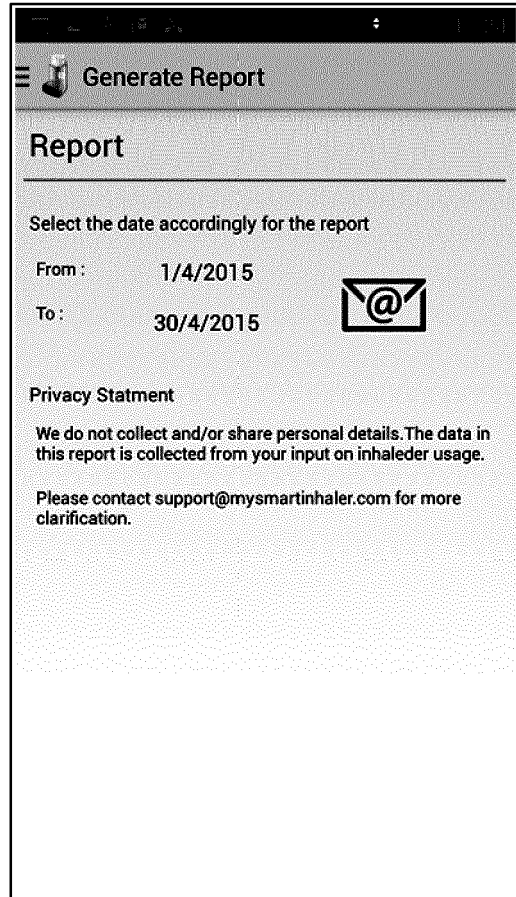 Generate Report
Report
Select the date accordingly for the report
From : 1/4/2015
To : 30/4/2015
@
Privacy Statment
We do not collect and/or share personal details.The data in
this report is collected from your input on inhaleder usage.
Please contact support@mysmartinhaler.com for more
clarification.